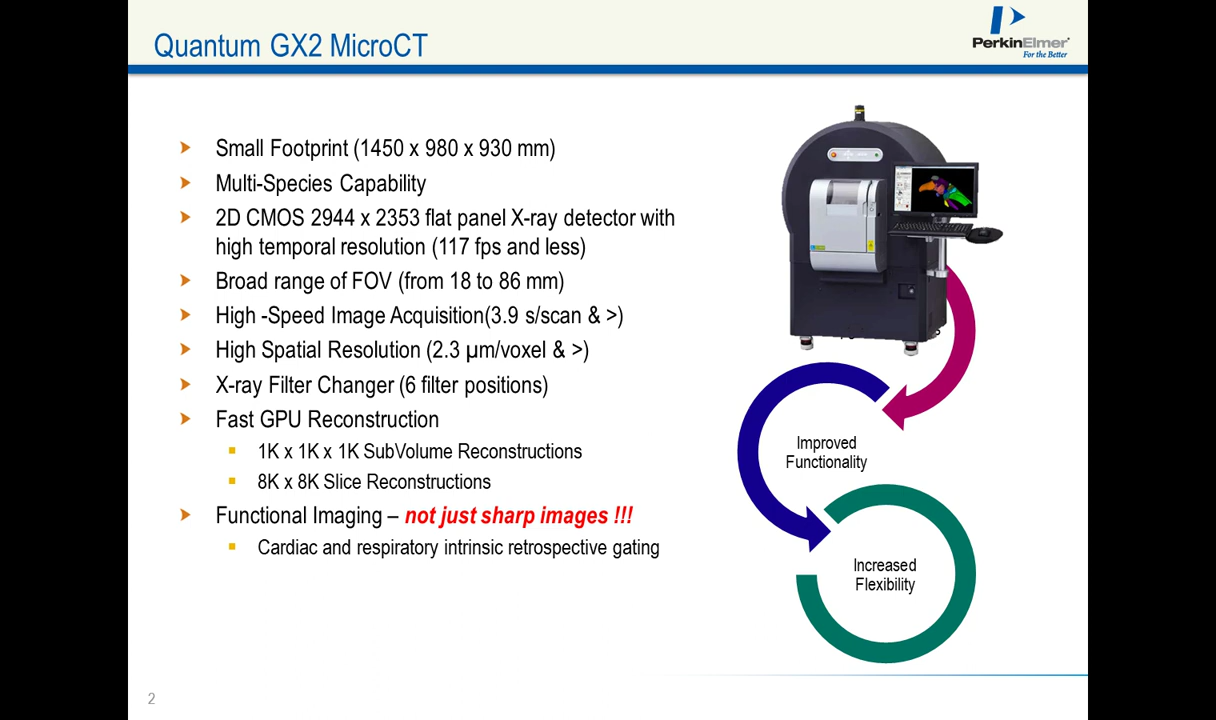 Quantum GX2 MicroCT
PerkinElmer
For the Better
Small Footprint (1450 x 980 x 930 mm)
Multi-Species Capability
2D CMOS 2944 x 2353 flat panel X-ray detector with
high temporal resolution (117 fps and less)
Broad range of FOV (from 18 to 86 mm)
High -Speed Image Acquisition(3.9 s/scan & >)
High Spatial Resolution (2.3 µm/voxel & >)
X-ray Filter Changer (6 filter positions)
Fast GPU Reconstruction
1K x 1K x 1K SubVolume Reconstructions
8K x 8K Slice Reconstructions
Functional Imaging – not just sharp images !!!
Cardiac and respiratory intrinsic retrospective gating
Improved
Functionality
Increased
Flexibility
2